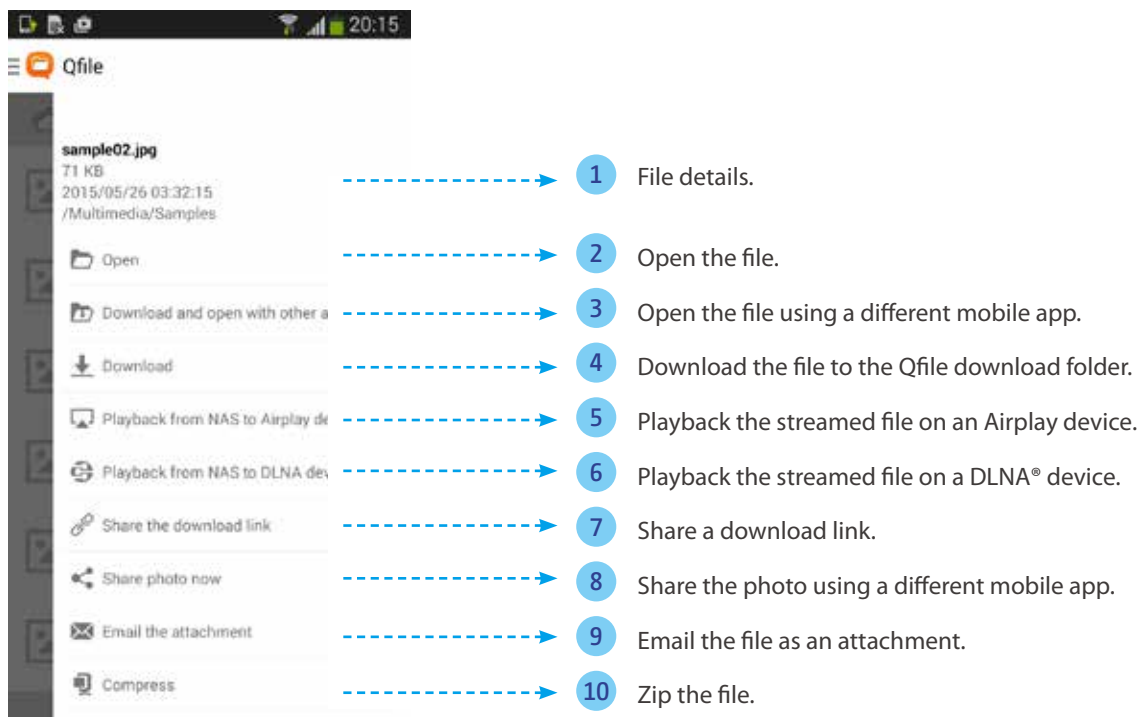 20:15
Qfile
sample02.jpg
71 KB
2015/05/26 03:32:15
/Multimedia/Samples
1 File details.
Open
2 Open the file.
Download and open with other a
3 Open the file using a different mobile app.
Download
4 Download the file to the Qfile download folder.
Playback from NAS to Airplay de
5 Playback the streamed file on an Airplay device.
Playback from NAS to DLNA dev
6 Playback the streamed file on a DLNA® device.
Share the download link
7 Share a download link.
Share photo now
8 Share the photo using a different mobile app.
Email the attachment
9 Email the file as an attachment.
Compress
10 Zip the file.